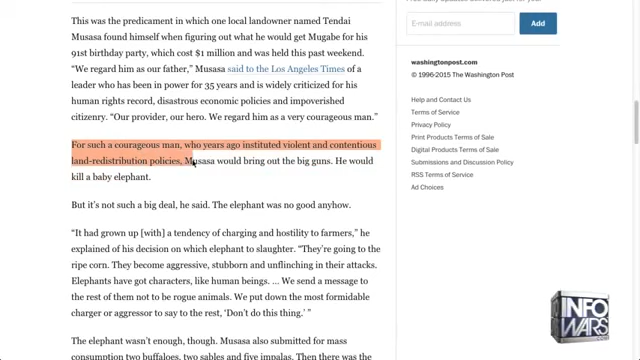 This was the predicament in which one local landowner named Tendai
Musasa found himself when figuring out what he would get Mugabe for his
91st birthday party, which cost $1 million and was held this past weekend.
“We regard him as our father,” Musasa said to the Los Angeles Times of a
leader who has been in power for 35 years and is widely criticized for his
human rights record, disastrous economic policies and impoverished
citizenry. “Our provider, our hero. We regard him as a very courageous man.”
For such a courageous man, who years ago instituted violent and contentious
land-redistribution policies, Musasa would bring out the big guns. He would
kill a baby elephant.
But it’s not such a big deal, he said. The elephant was no good anyhow.
“It had grown up [with] a tendency of charging and hostility to farmers,” he
explained of his decision on which elephant to slaughter. “They’re going to the
ripe corn. They become aggressive, stubborn and unflinching in their attacks.
Elephants have got characters, like human beings. ... We send a message to
the rest of them not to be rogue animals. We put down the most formidable
charger or aggressor to say to the rest, ‘Don’t do this thing.’ ”
The elephant wasn’t enough, though. Musasa also submitted for mass
consumption two buffaloes, two sables and five impalas. Then there was the
E-mail address
Add
washingtonpost.com
© 1996-2015 The Washington Post
Help and Contact Us
Terms of Service
Privacy Policy
Print Products Terms of Sale
Digital Products Terms of Sale
Submissions and Discussion Policy
RSS Terms of Service
Ad Choices
INFO
WARS
.COM